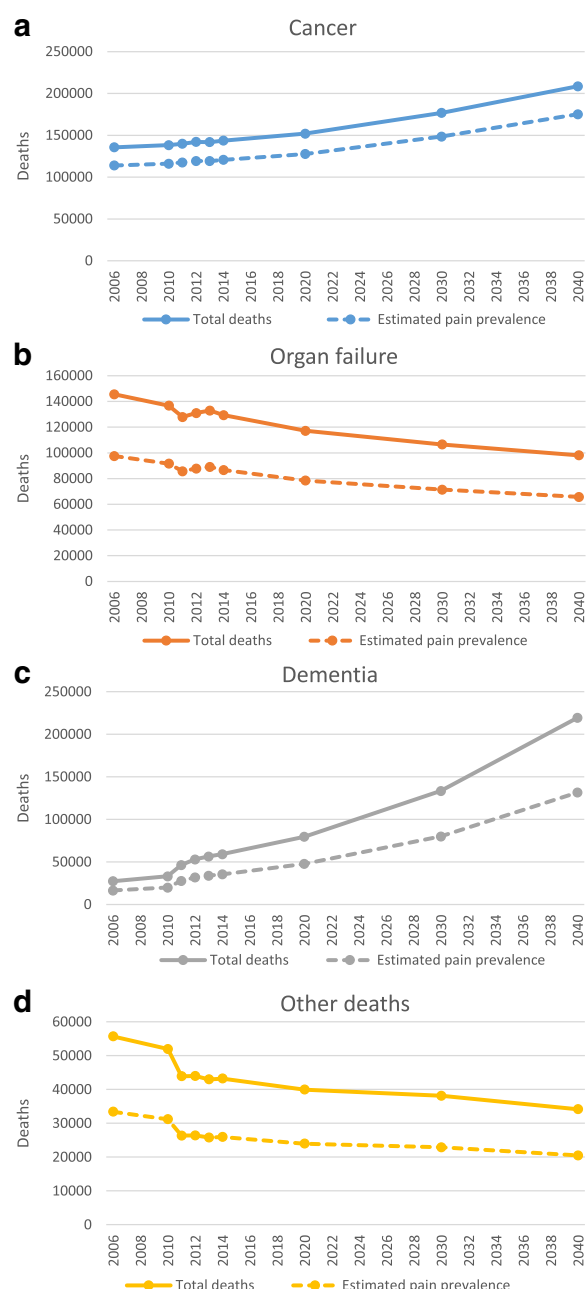 a
Cancer
250000
200000
150000
100000
50000
0
Deaths
2006 2008 2010 2012 2014 2016 2018 2020 2022 2024 2026 2028 2030 2032 2034 2036 2038 2040
Total deaths Estimated pain prevalence
b
Organ failure
160000
140000
120000
100000
80000
60000
40000
20000
0
Deaths
2006 2008 2010 2012 2014 2016 2018 2020 2022 2024 2026 2028 2030 2032 2034 2036 2038 2040
Total deaths Estimated pain prevalence
c
Dementia
250000
200000
150000
100000
50000
0
Deaths
2006 2008 2010 2012 2014 2016 2018 2020 2022 2024 2026 2028 2030 2032 2034 2036 2038 2040
Total deaths Estimated pain prevalence
d
Other deaths
60000
50000
40000
30000
20000
10000
0
Deaths
2006 2008 2010 2012 2014 2016 2018 2020 2022 2024 2026 2028 2030 2032 2034 2036 2038 2040
Total deaths Estimated pain prevalence